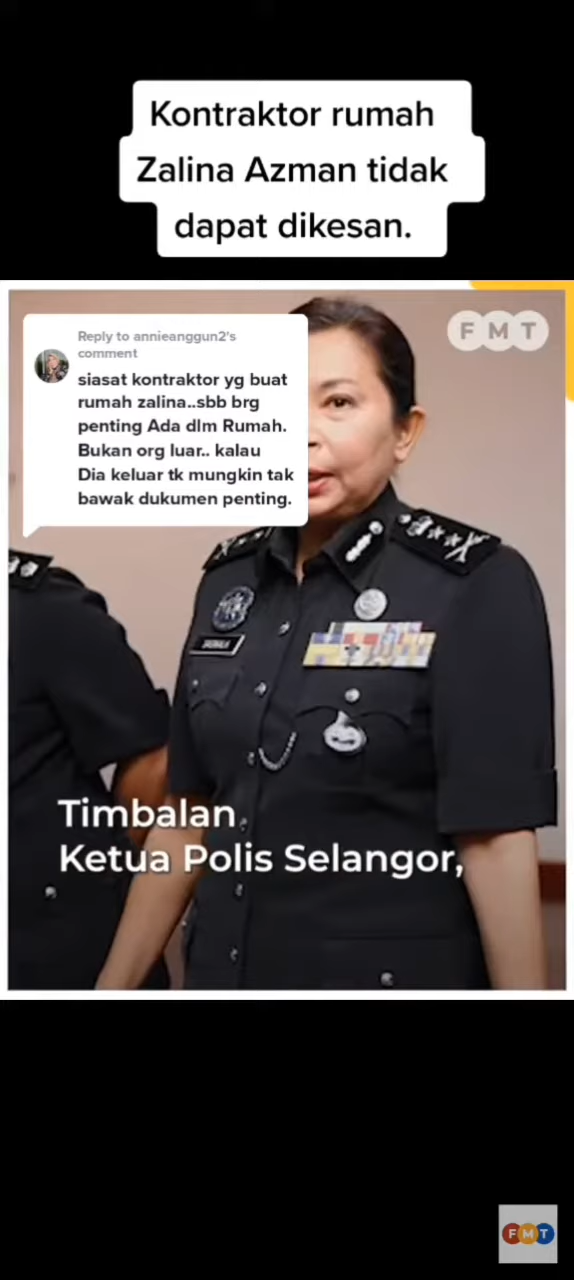 Kontraktor rumah
Zalina Azman tidak
dapat dikesan.
FMT
Reply to annieanggun2's
comment
siasat kontraktor yg buat
rumah zalina..sbb brg
penting Ada dlm Rumah.
Bukan org luar.. kalau
Dia keluar tk mungkin tak
bawak dukumen penting.
Timbalan
Ketua Polis Selangor,
FMT